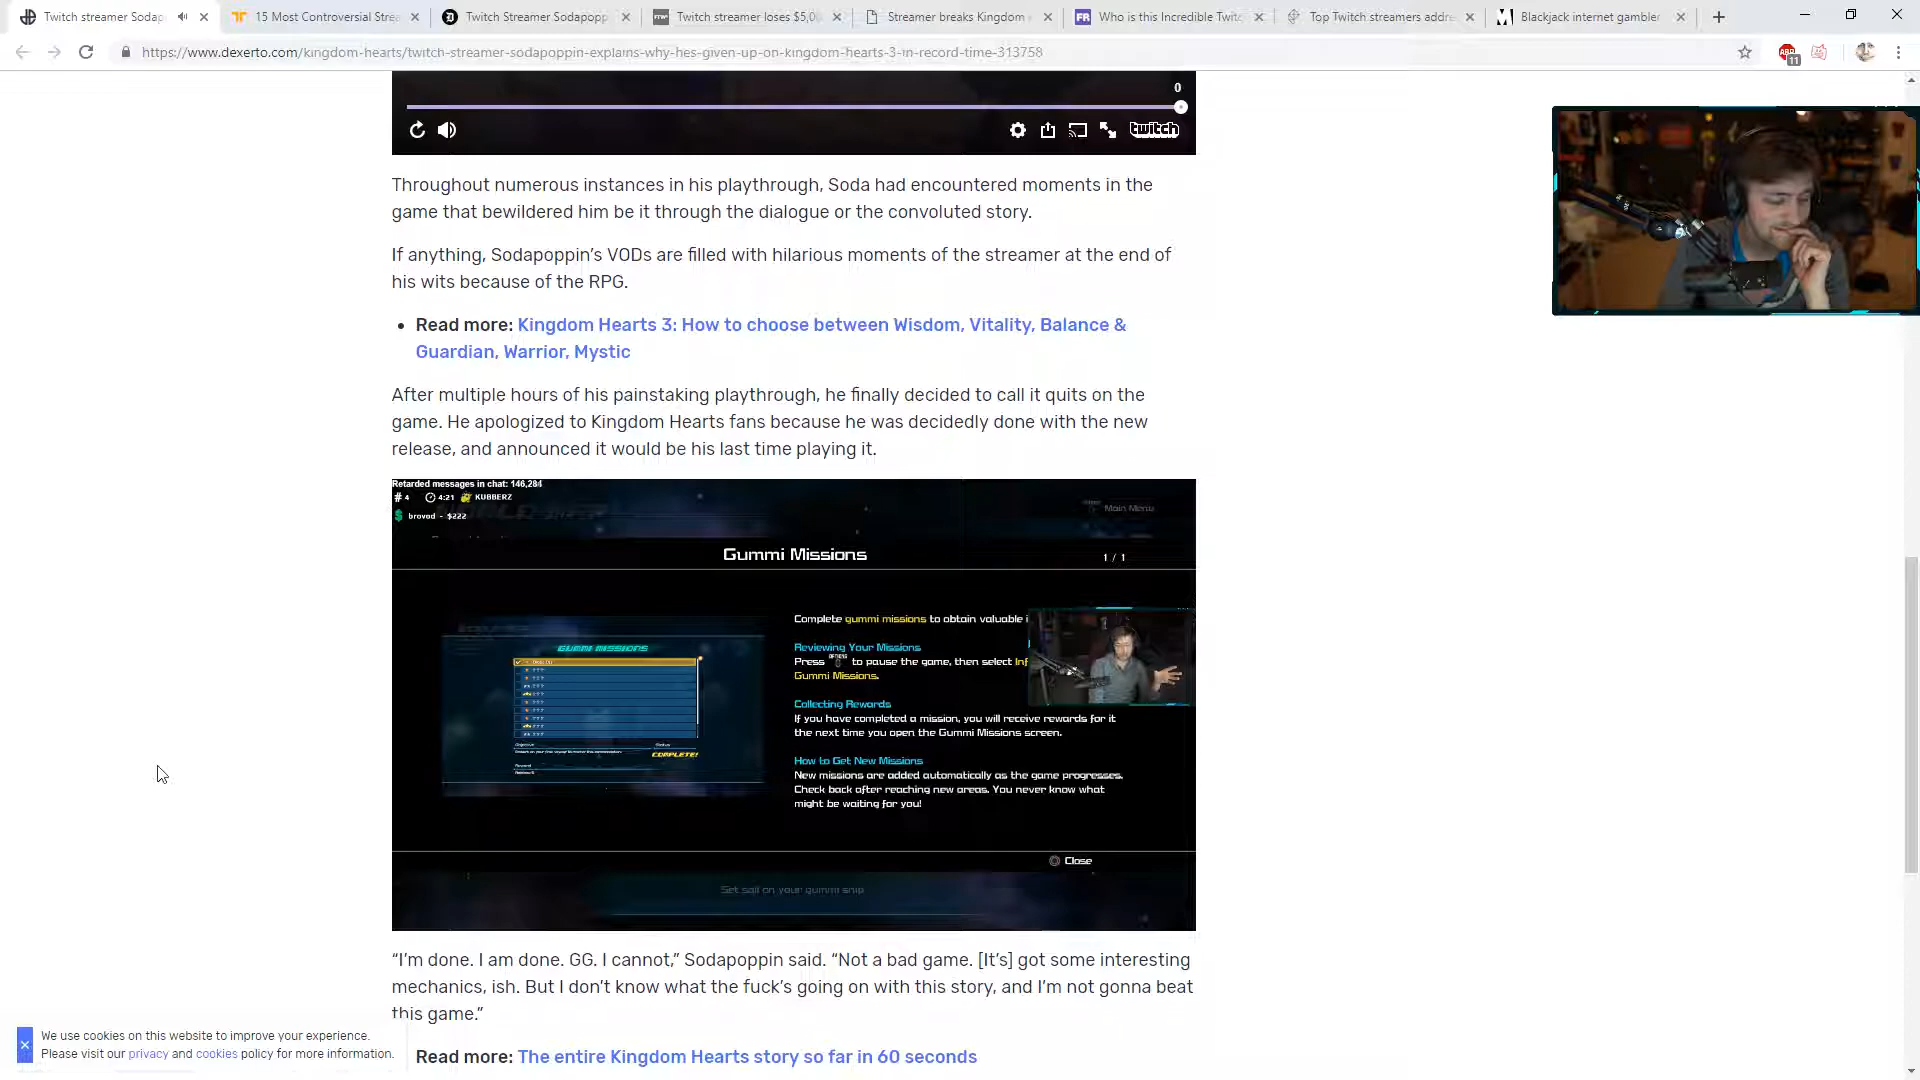 Twitch streamer Sodap
15 Most Controversial Strea
Twitch Streamer Sodapopp
Twitch streamer loses $5,0
Streamer breaks Kingdom
Who is this Incredible Twitc
Top Twitch streamers addre
Blackjack internet gambler
https://www.dexerto.com/kingdom-hearts/twitch-streamer-sodapoppin-explains-why-hes-given-up-on-kingdom-hearts-3-in-record-time-313758
ABP
11
0
twitch
Throughout numerous instances in his playthrough, Soda had encountered moments in the
game that bewildered him be it through the dialogue or the convoluted story.
If anything, Sodapoppin’s VODs are filled with hilarious moments of the streamer at the end of
his wits because of the RPG.
• Read more: Kingdom Hearts 3: How to choose between Wisdom, Vitality, Balance &
Guardian, Warrior, Mystic
After multiple hours of his painstaking playthrough, he finally decided to call it quits on the
game. He apologized to Kingdom Hearts fans because he was decidedly done with the new
release, and announced it would be his last time playing it.
Retarded messages in chat: 146,284
# 4 4:21 KUBBERZ
$ brovod - $222
Main Menu
Gummi Missions
1 / 1
Complete gummi missions to obtain valuable i
Reviewing Your Missions
Press OPTIONS to pause the game, then select Inf
Gummi Missions.
Collecting Rewards
If you have completed a mission, you will receive rewards for it
the next time you open the Gummi Missions screen.
How to Get New Missions
New missions are added automatically as the game progresses.
Check back after reaching new areas. You never know what
might be waiting for you!
GUMMI MISSIONS
Objective
Status
COMPLETE!
Reward
Close
Set sail on your gummi ship
“I’m done. I am done. GG. I cannot,” Sodapoppin said. “Not a bad game. [It’s] got some interesting
mechanics, ish. But I don’t know what the fuck’s going on with this story, and I’m not gonna beat
this game.”
Read more: The entire Kingdom Hearts story so far in 60 seconds
We use cookies on this website to improve your experience.
Please visit our privacy and cookies policy for more information.